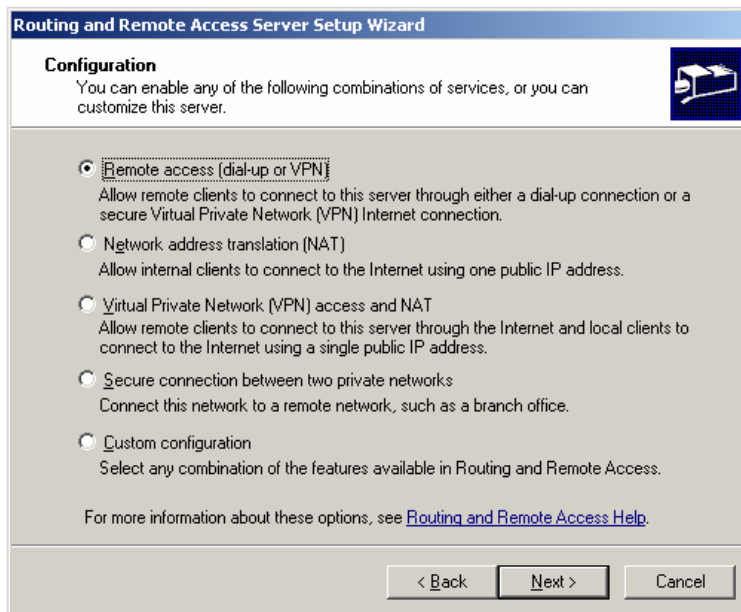 Routing and Remote Access Server Setup Wizard
Configuration
You can enable any of the following combinations of services, or you can
customize this server.
Remote access (dial-up or VPN)
Allow remote clients to connect to this server through either a dial-up connection or a
secure Virtual Private Network (VPN) Internet connection.
Network address translation (NAT)
Allow internal clients to connect to the Internet using one public IP address.
Virtual Private Network (VPN) access and NAT
Allow remote clients to connect to this server through the Internet and local clients to
connect to the Internet using a single public IP address.
Secure connection between two private networks
Connect this network to a remote network, such as a branch office.
Custom configuration
Select any combination of the features available in Routing and Remote Access.
For more information about these options, see Routing and Remote Access Help.
< Back
Next >
Cancel